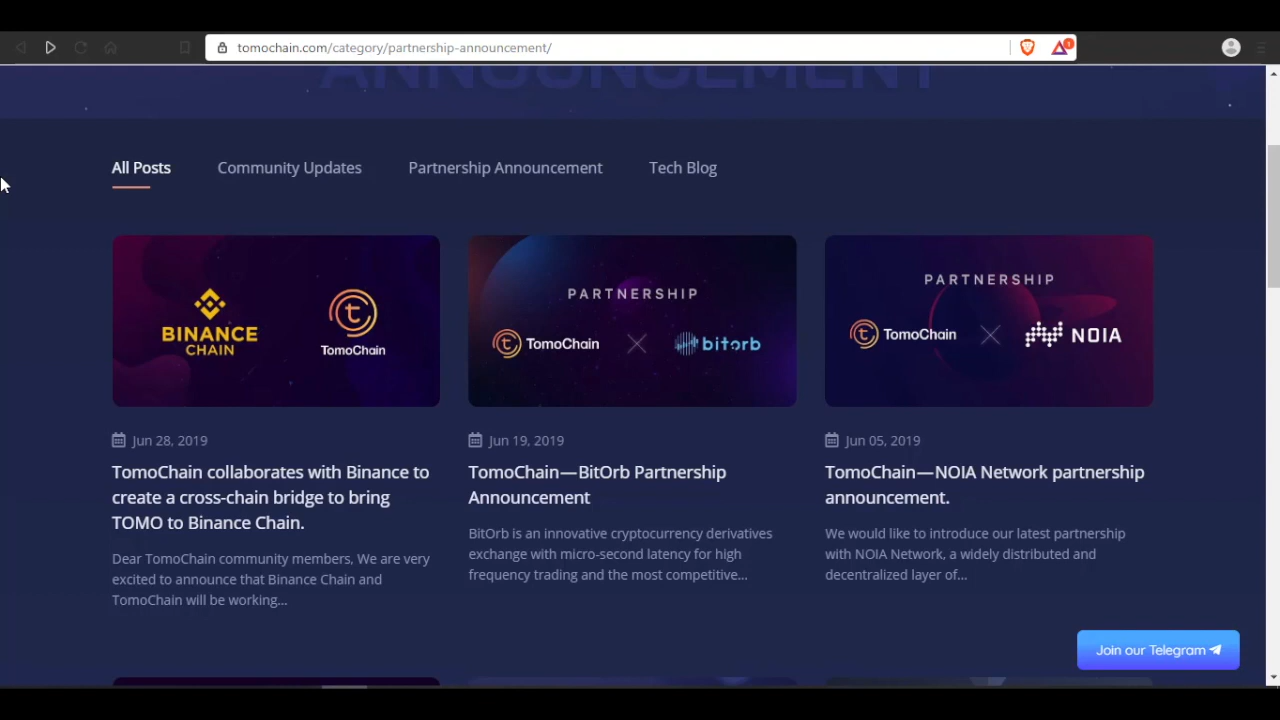 tomochain.com/category/partnership-announcement/
1
ANNOUNCEMENT
All Posts
Community Updates
Partnership Announcement
Tech Blog
BINANCE
CHAIN
TomoChain
PARTNERSHIP
TomoChain
bitorb
PARTNERSHIP
TomoChain
NOIA
Jun 28, 2019
TomoChain collaborates with Binance to
create a cross-chain bridge to bring
TOMO to Binance Chain.
Dear TomoChain community members, We are very
excited to announce that Binance Chain and
TomoChain will be working...
Jun 19, 2019
TomoChain—BitOrb Partnership
Announcement
BitOrb is an innovative cryptocurrency derivatives
exchange with micro-second latency for high
frequency trading and the most competitive...
Jun 05, 2019
TomoChain—NOIA Network partnership
announcement.
We would like to introduce our latest partnership
with NOIA Network, a widely distributed and
decentralized layer of...
Join our Telegram